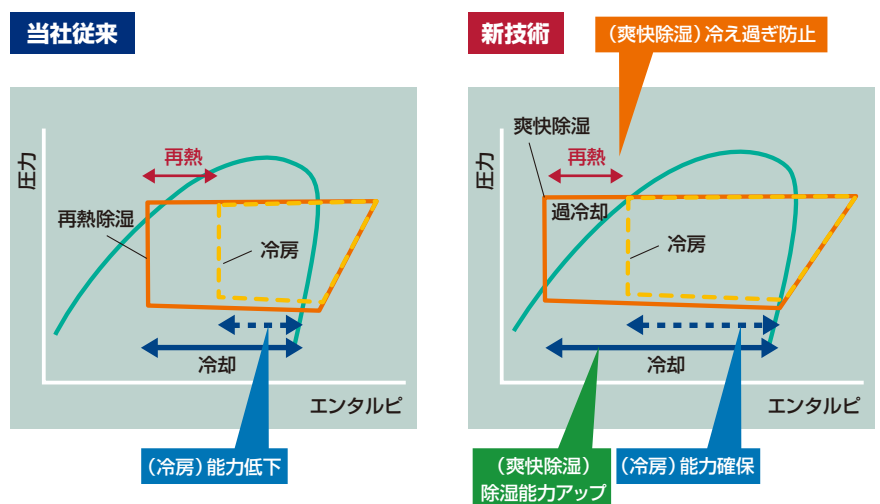 当社従来
圧力
再熱
再熱除湿
冷房
冷却
エンタルピ
（冷房）能力低下
新技術
（爽快除湿）冷え過ぎ防止
圧力
爽快除湿
再熱
過冷却
冷房
冷却
エンタルピ
（爽快除湿）
除湿能力アップ
（冷房）能力確保